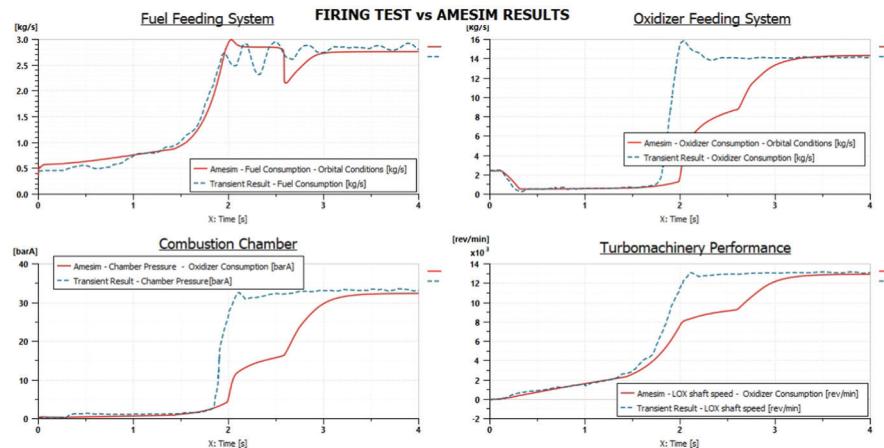 FIRING TEST vs AMESIM RESULTS
Fuel Feeding System
[kg/s]
3.0
2.5
2.0
1.5
1.0
0.5
0.0
Amesim - Fuel Consumption - Orbital Conditions [kg/s]
Transient Result - Fuel Consumption [kg/s]
0 1 2 3 4
X: Time [s]
Oxidizer Feeding System
[kg/s]
16
14
12
10
8
6
4
2
0
Amesim - Oxidizer Consumption - Orbital Conditions [kg/s]
Transient Result - Oxidizer Consumption [kg/s]
0 1 2 3 4
X: Time [s]
Combustion Chamber
[barA]
40
30
20
10
0
Amesim - Chamber Pressure - Oxidizer Consumption [barA]
Transient Result - Chamber Pressure[barA]
0 1 2 3 4
X: Time [s]
Turbomachinery Performance
[rev/min]
x10³
14
12
10
8
6
4
2
0
-2
Amesim - LOX shaft speed - Oxidizer Consumption [rev/min]
Transient Result - LOX shaft speed [rev/min]
0 1 2 3 4
X: Time [s]